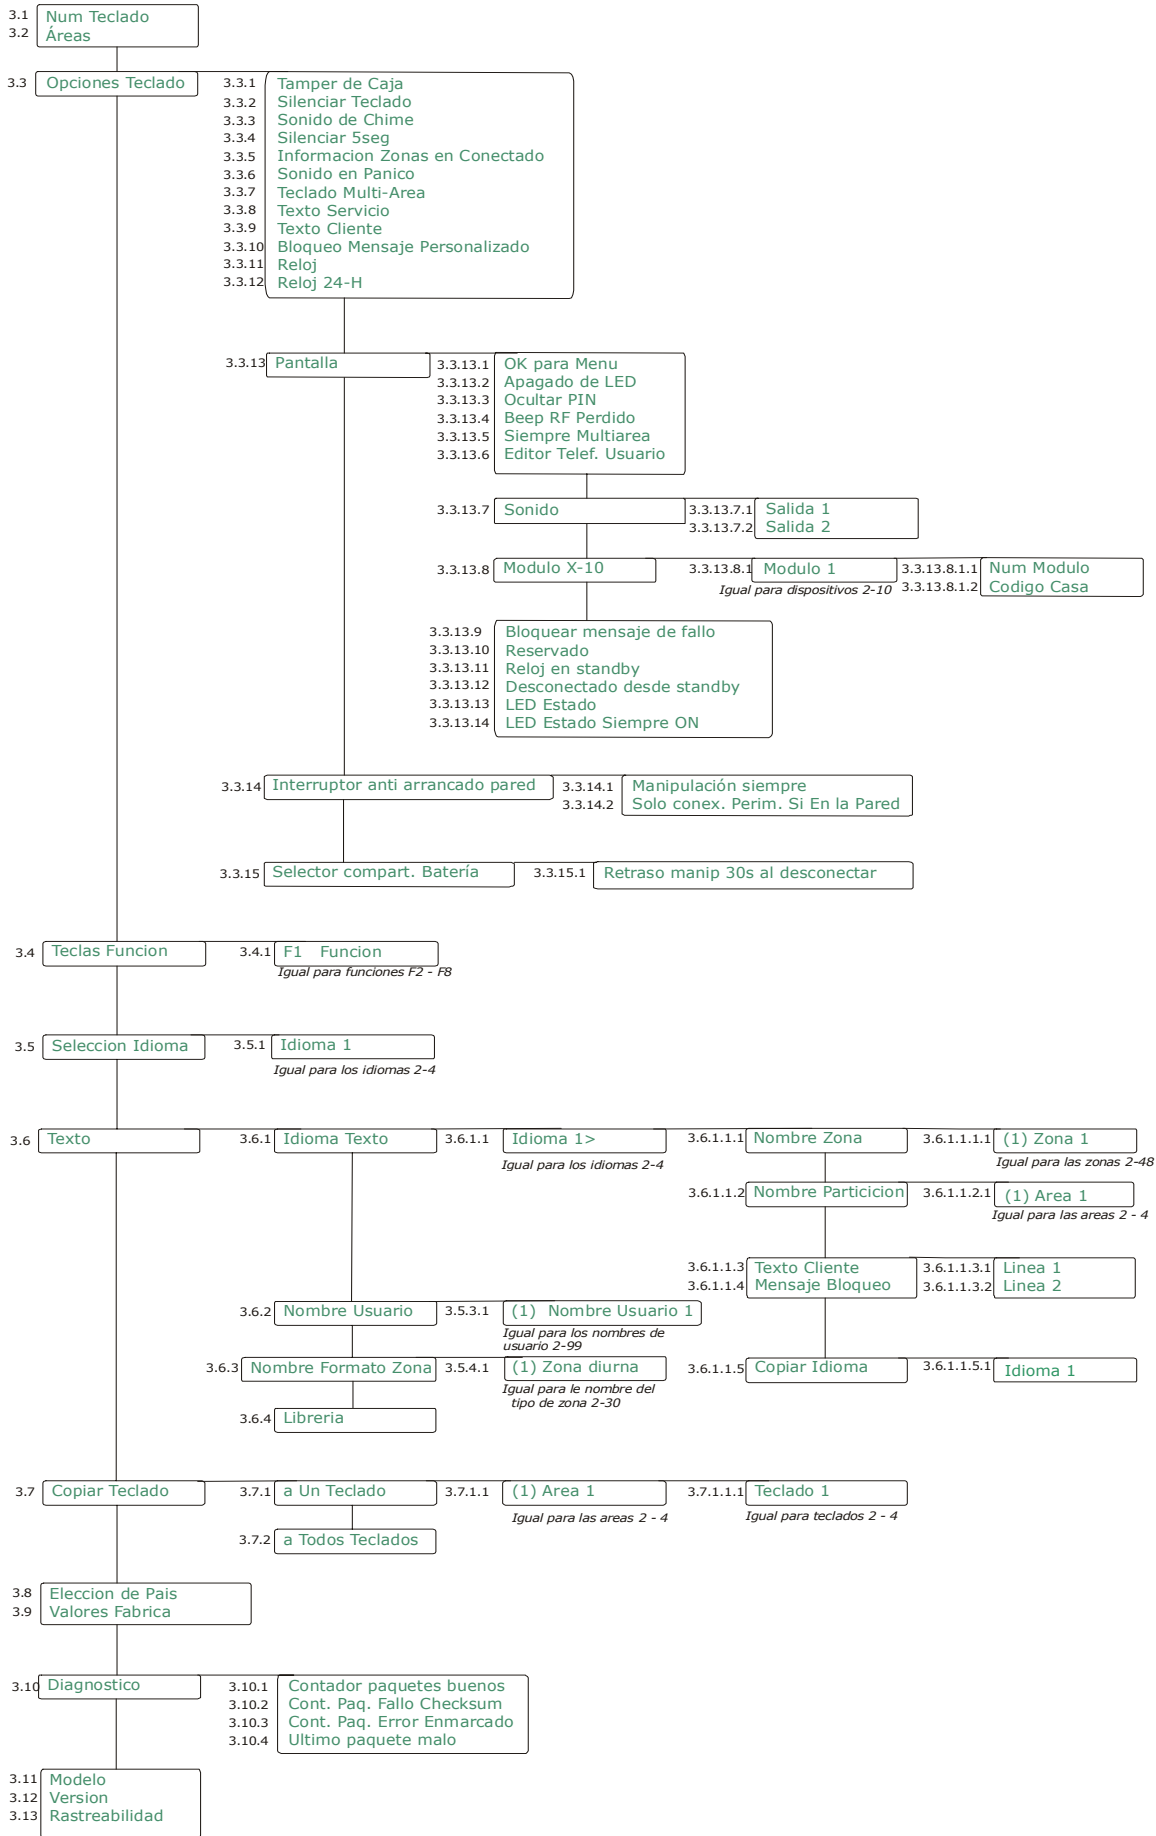 3.1 Num Teclado
3.2 Áreas
3.3 Opciones Teclado
3.3.1 Tamper de Caja
3.3.2 Silenciar Teclado
3.3.3 Sonido de Chime
3.3.4 Silenciar 5seg
3.3.5 Informacion Zonas en Conectado
3.3.6 Sonido en Panico
3.3.7 Teclado Multi-Area
3.3.8 Texto Servicio
3.3.9 Texto Cliente
3.3.10 Bloqueo Mensaje Personalizado
3.3.11 Reloj
3.3.12 Reloj 24-H
3.3.13 Pantalla
3.3.13.1 OK para Menu
3.3.13.2 Apagado de LED
3.3.13.3 Ocultar PIN
3.3.13.4 Beep RF Perdido
3.3.13.5 Siempre Multiarea
3.3.13.6 Editor Telef. Usuario
3.3.13.7 Sonido
3.3.13.7.1 Salida 1
3.3.13.7.2 Salida 2
3.3.13.8 Modulo X-10
3.3.13.8.1 Modulo 1
Igual para dispositivos 2-10
3.3.13.8.1.1 Num Modulo
3.3.13.8.1.2 Codigo Casa
3.3.13.9 Bloquear mensaje de fallo
3.3.13.10 Reservado
3.3.13.11 Reloj en standby
3.3.13.12 Desconectado desde standby
3.3.13.13 LED Estado
3.3.13.14 LED Estado Siempre ON
3.3.14 Interruptor anti arrancado pared
3.3.14.1 Manipulación siempre
3.3.14.2 Solo conex. Perim. Si En la Pared
3.3.15 Selector compart. Batería
3.3.15.1 Retraso manip 30s al desconectar
3.4 Teclas Funcion
3.4.1 F1 Funcion
Igual para funciones F2 - F8
3.5 Seleccion Idioma
3.5.1 Idioma 1
Igual para los idiomas 2-4
3.6 Texto
3.6.1 Idioma Texto
3.6.1.1 Idioma 1>
Igual para los idiomas 2-4
3.6.1.1.1 Nombre Zona
3.6.1.1.1.1 (1) Zona 1
Igual para las zonas 2-48
3.6.1.1.2 Nombre Particicion
3.6.1.1.2.1 (1) Area 1
Igual para las areas 2 - 4
3.6.1.1.3 Texto Cliente
3.6.1.1.4 Mensaje Bloqueo
3.6.1.1.3.1 Linea 1
3.6.1.1.3.2 Linea 2
3.6.1.1.5 Copiar Idioma
3.6.1.1.5.1 Idioma 1
3.6.2 Nombre Usuario
3.5.3.1 (1) Nombre Usuario 1
Igual para los nombres de
usuario 2-99
3.6.3 Nombre Formato Zona
3.5.4.1 (1) Zona diurna
Igual para le nombre del
tipo de zona 2-30
3.6.4 Libreria
3.7 Copiar Teclado
3.7.1 a Un Teclado
3.7.1.1 (1) Area 1
Igual para las areas 2 - 4
3.7.1.1.1 Teclado 1
Igual para teclados 2 - 4
3.7.2 a Todos Teclados
3.8 Eleccion de Pais
3.9 Valores Fabrica
3.10 Diagnostico
3.10.1 Contador paquetes buenos
3.10.2 Cont. Paq. Fallo Checksum
3.10.3 Cont. Paq. Error Enmarcado
3.10.4 Ultimo paquete malo
3.11 Modelo
3.12 Version
3.13 Rastreabilidad